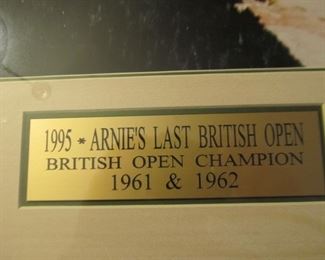 1995 * ARNIE'S LAST BRITISH OPEN
BRITISH OPEN CHAMPION
1961 & 1962